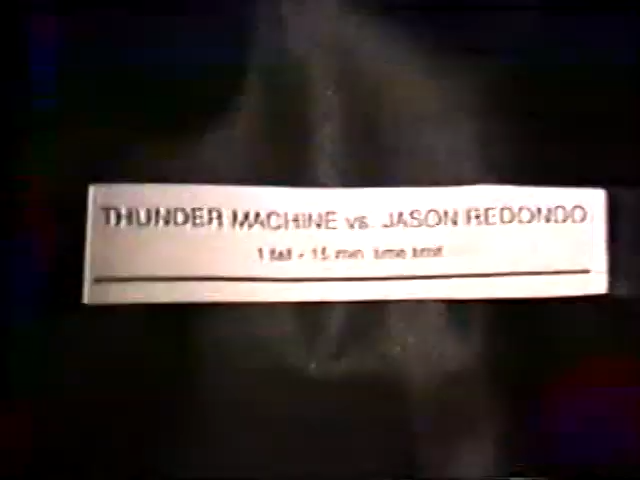 THUNDER MACHINE vs. JASON REDONDO
1 fall - 15 min. time limit